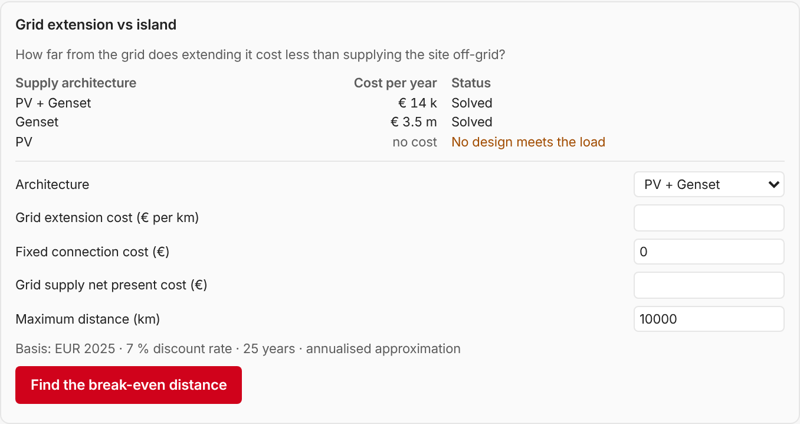 Grid extension vs island
How far from the grid does extending it cost less than supplying the site off-grid?
Supply architecture Cost per year Status
PV + Genset € 14 k Solved
Genset € 3.5 m Solved
PV no cost No design meets the load
Architecture PV + Genset
Grid extension cost (€ per km)
Fixed connection cost (€) 0
Grid supply net present cost (€)
Maximum distance (km) 10000
Basis: EUR 2025 · 7 % discount rate · 25 years · annualised approximation
Find the break-even distance